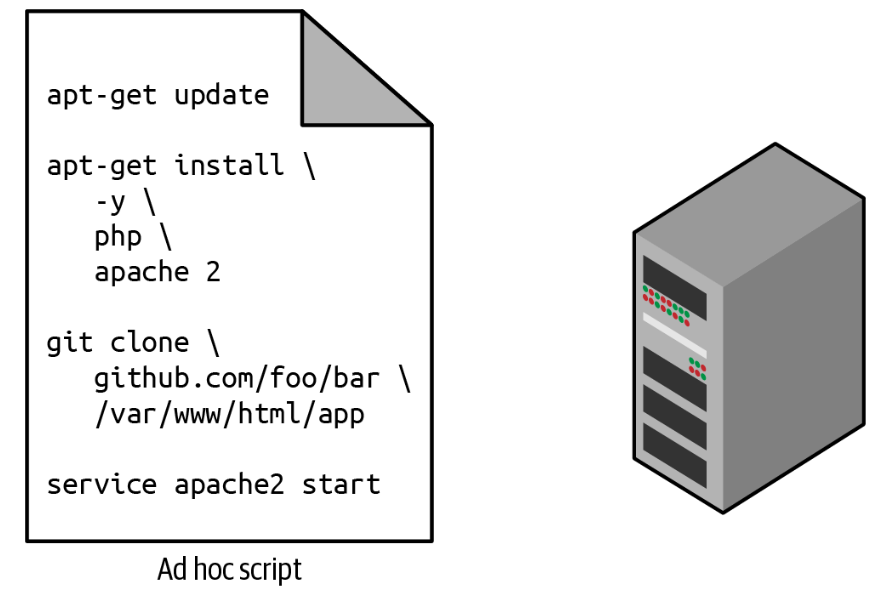 apt-get update
apt-get install \
-y \
php \
apache 2
git clone \
github.com/foo/bar \
/var/www/html/app
service apache2 start
Ad hoc script